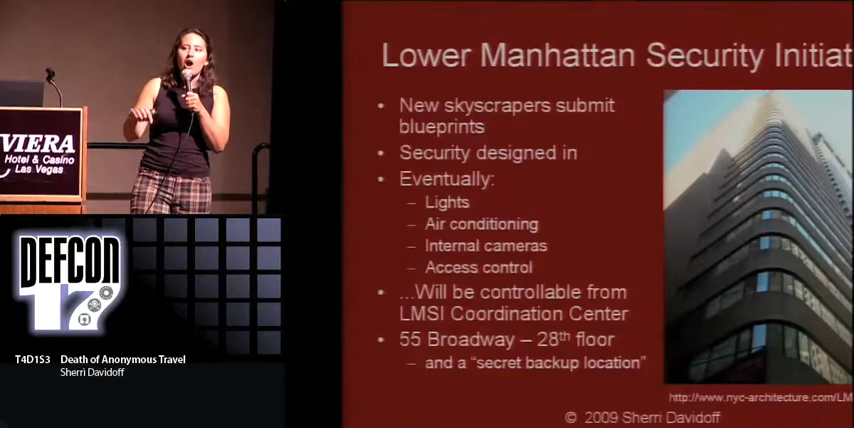 VIERA
Hotel & Casino
Las Vegas
DEFCON
17
T4D1S3 Death of Anonymous Travel
Sherri Davidoff
Lower Manhattan Security Initiat
• New skyscrapers submit
blueprints
• Security designed in
• Eventually:
– Lights
– Air conditioning
– Internal cameras
– Access control
• ...Will be controllable from
LMSI Coordination Center
• 55 Broadway – 28th floor
– and a "secret backup location"
http://www.nyc-architecture.com/LM
© 2009 Sherri Davidoff